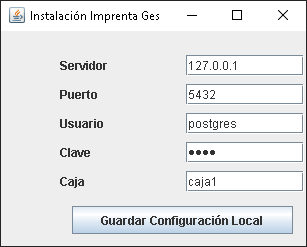 Instalación Imprenta Ges
Servidor 127.0.0.1
Puerto 5432
Usuario postgres
Clave ●●●●
Caja caja1
Guardar Configuración Local